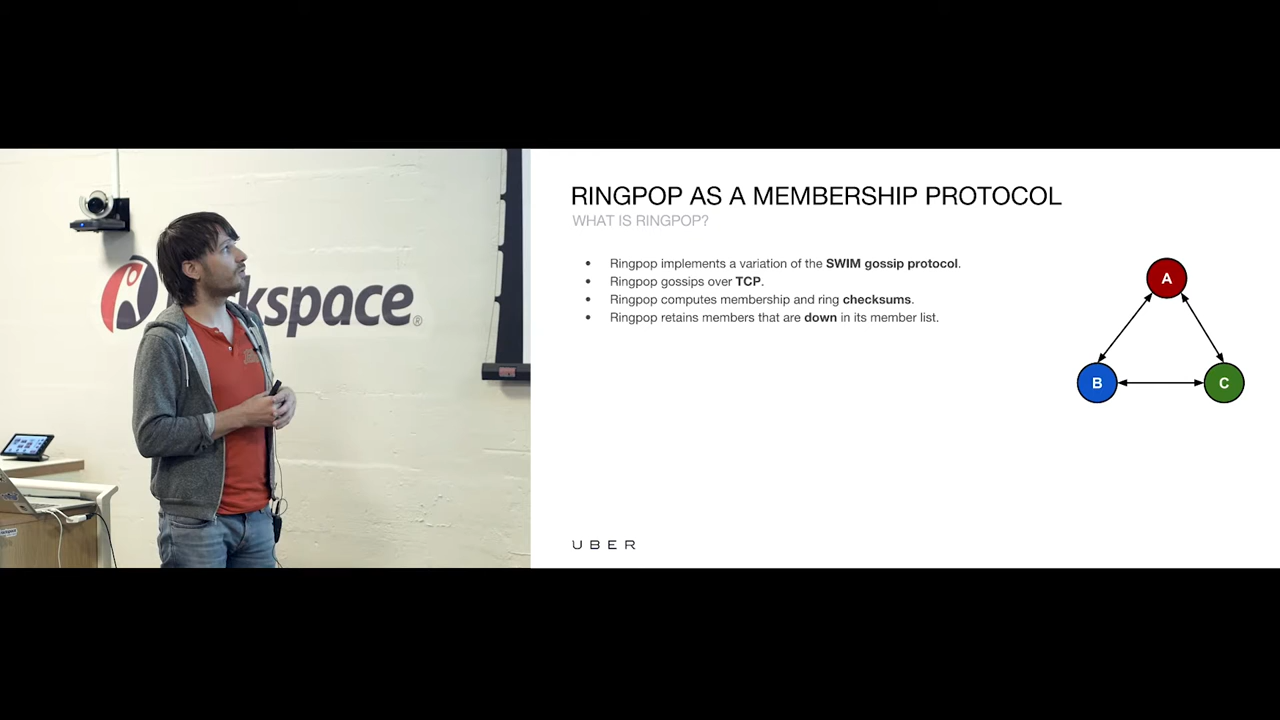 rackspace®
RINGPOP AS A MEMBERSHIP PROTOCOL
WHAT IS RINGPOP?
• Ringpop implements a variation of the SWIM gossip protocol.
• Ringpop gossips over TCP.
• Ringpop computes membership and ring checksums.
• Ringpop retains members that are down in its member list.
A
B
C
UBER